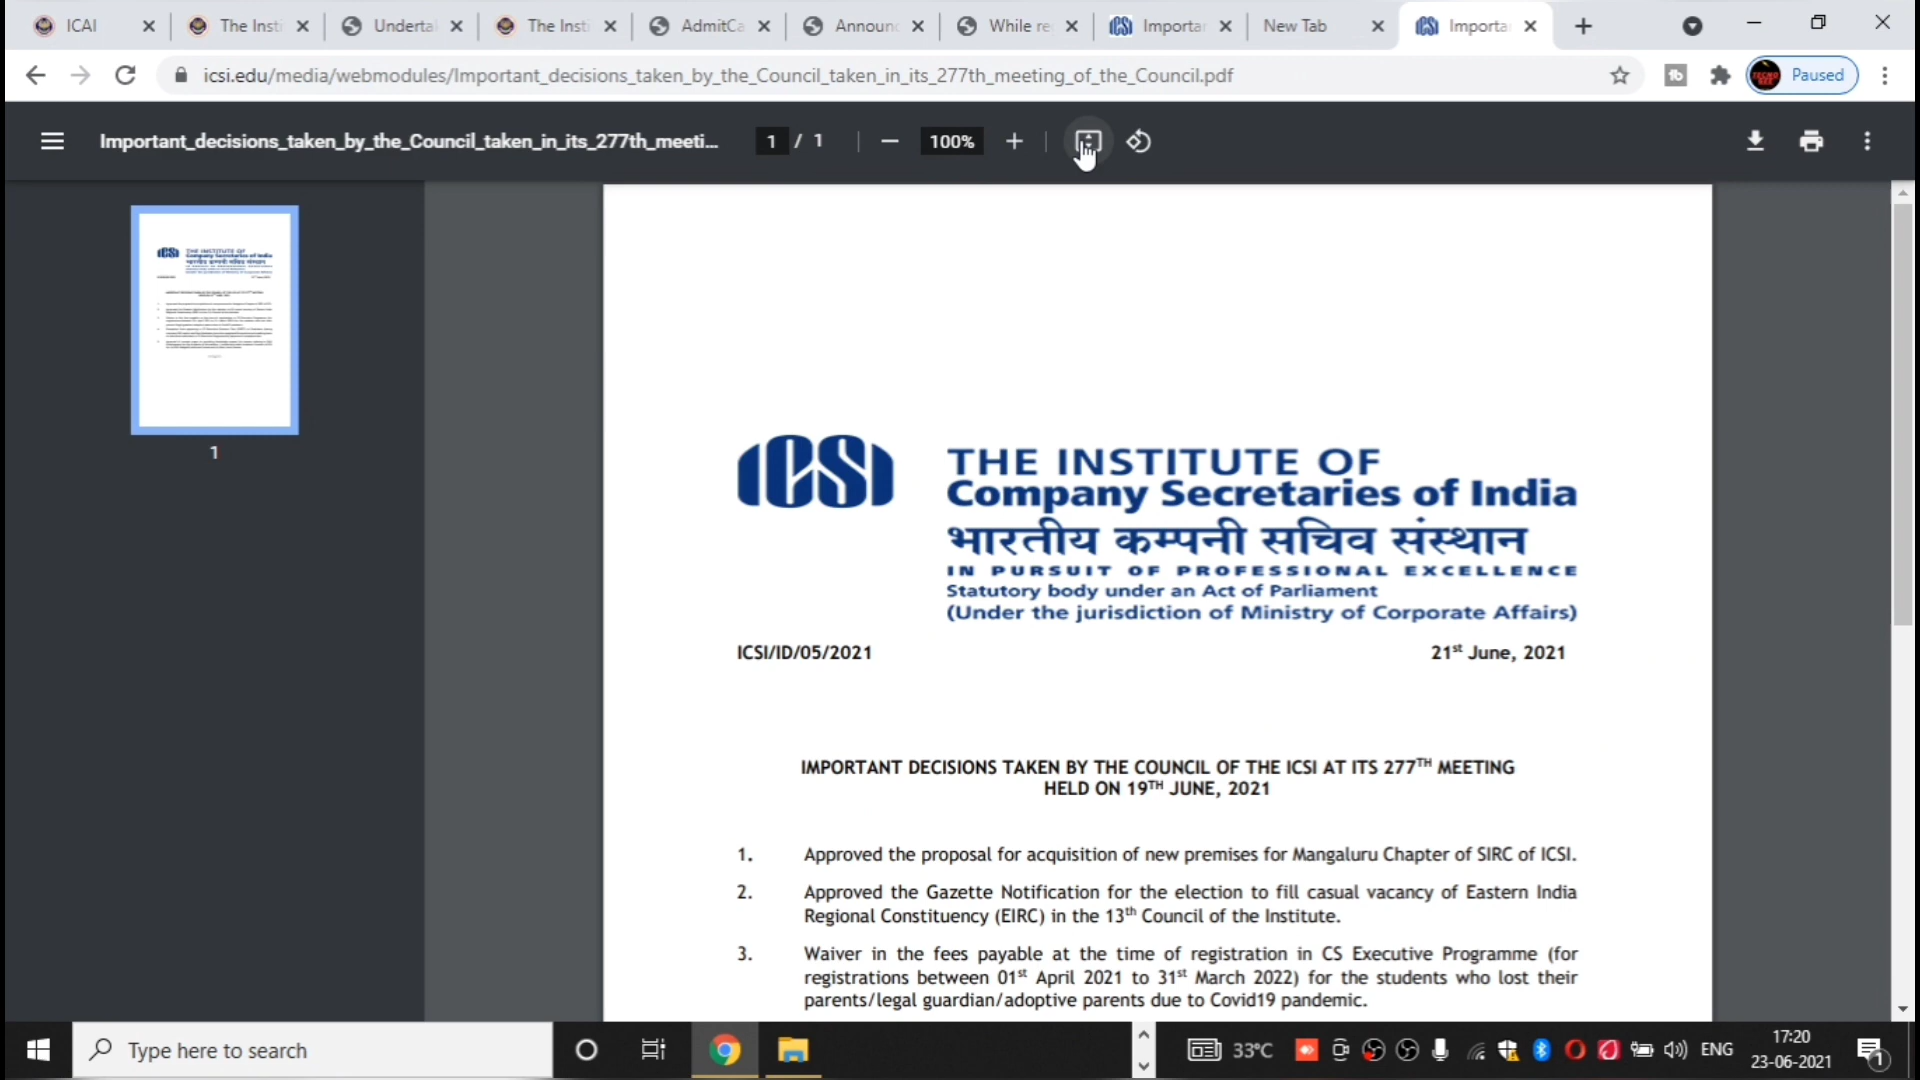 ICAI
The Insti
Underta
The Insti
AdmitCa
Announ
While re
ICSI Importar
New Tab
ICSI Importa
icsi.edu/media/webmodules/Important_decisions_taken_by_the_Council_taken_in_its_277th_meeting_of_the_Council.pdf
Paused
Important_decisions_taken_by_the_Council_taken_in_its_277th_meeti...
1 / 1
100%
1
ICSI
THE INSTITUTE OF
Company Secretaries of India
भारतीय कम्पनी सचिव संस्थान
IN PURSUIT OF PROFESSIONAL EXCELLENCE
Statutory body under an Act of Parliament
(Under the jurisdiction of Ministry of Corporate Affairs)
ICSI/ID/05/2021 21st June, 2021
IMPORTANT DECISIONS TAKEN BY THE COUNCIL OF THE ICSI AT ITS 277TH MEETING
HELD ON 19TH JUNE, 2021
1. Approved the proposal for acquisition of new premises for Mangaluru Chapter of SIRC of ICSI.
2. Approved the Gazette Notification for the election to fill casual vacancy of Eastern India
Regional Constituency (EIRC) in the 13th Council of the Institute.
3. Waiver in the fees payable at the time of registration in CS Executive Programme (for
registrations between 01st April 2021 to 31st March 2022) for the students who lost their
parents/legal guardian/adoptive parents due to Covid19 pandemic.
Type here to search
33°C
ENG
17:20
23-06-2021
1